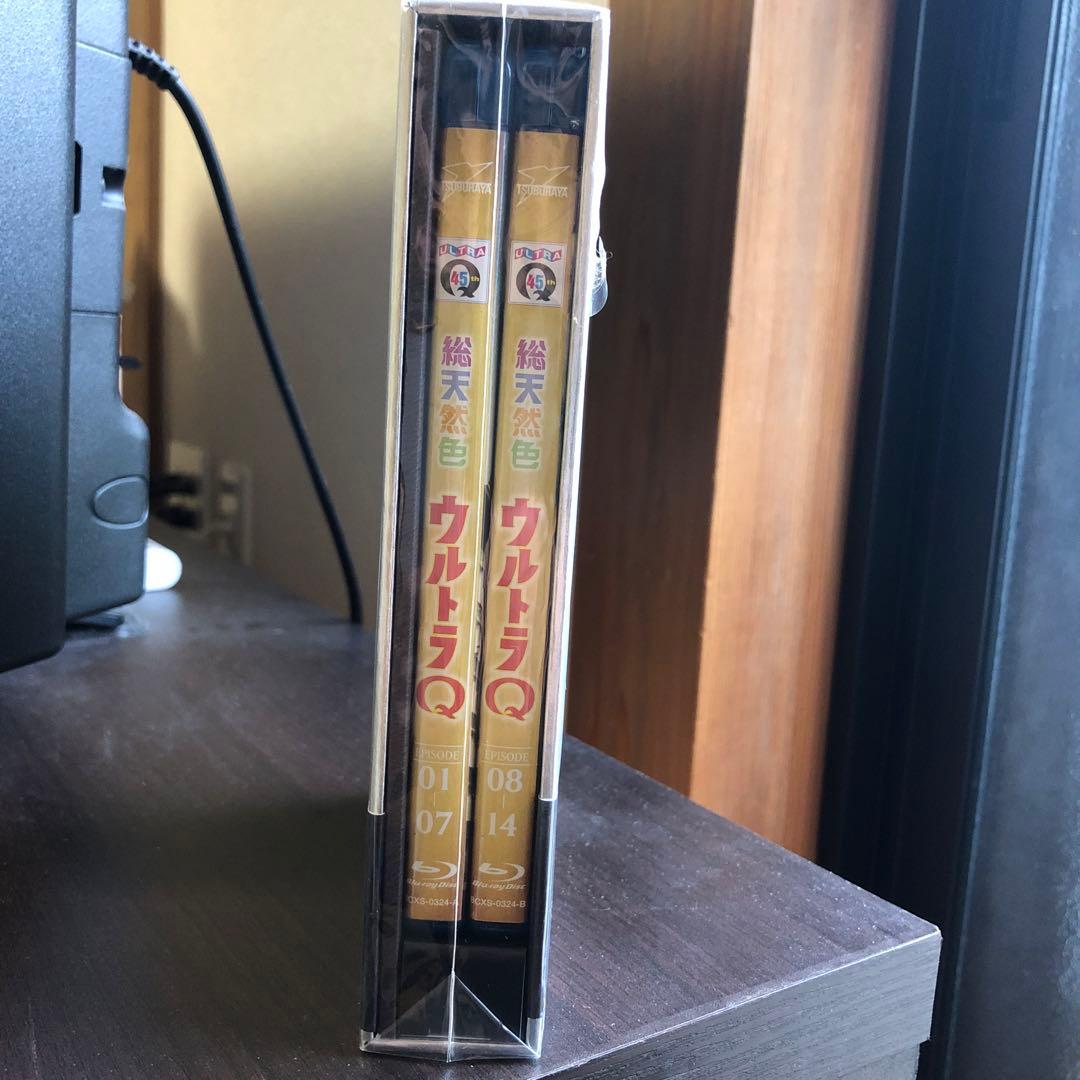 TSUBURAYA
ULTRA
Q
45th
総天然色
ウルトラQ
EPISODE
01
07
Blu-ray Disc
CXS-0324-A
TSUBURAYA
ULTRA
Q
45th
総天然色
ウルトラQ
EPISODE
08
14
Blu-ray Disc
BCXS-0324-B